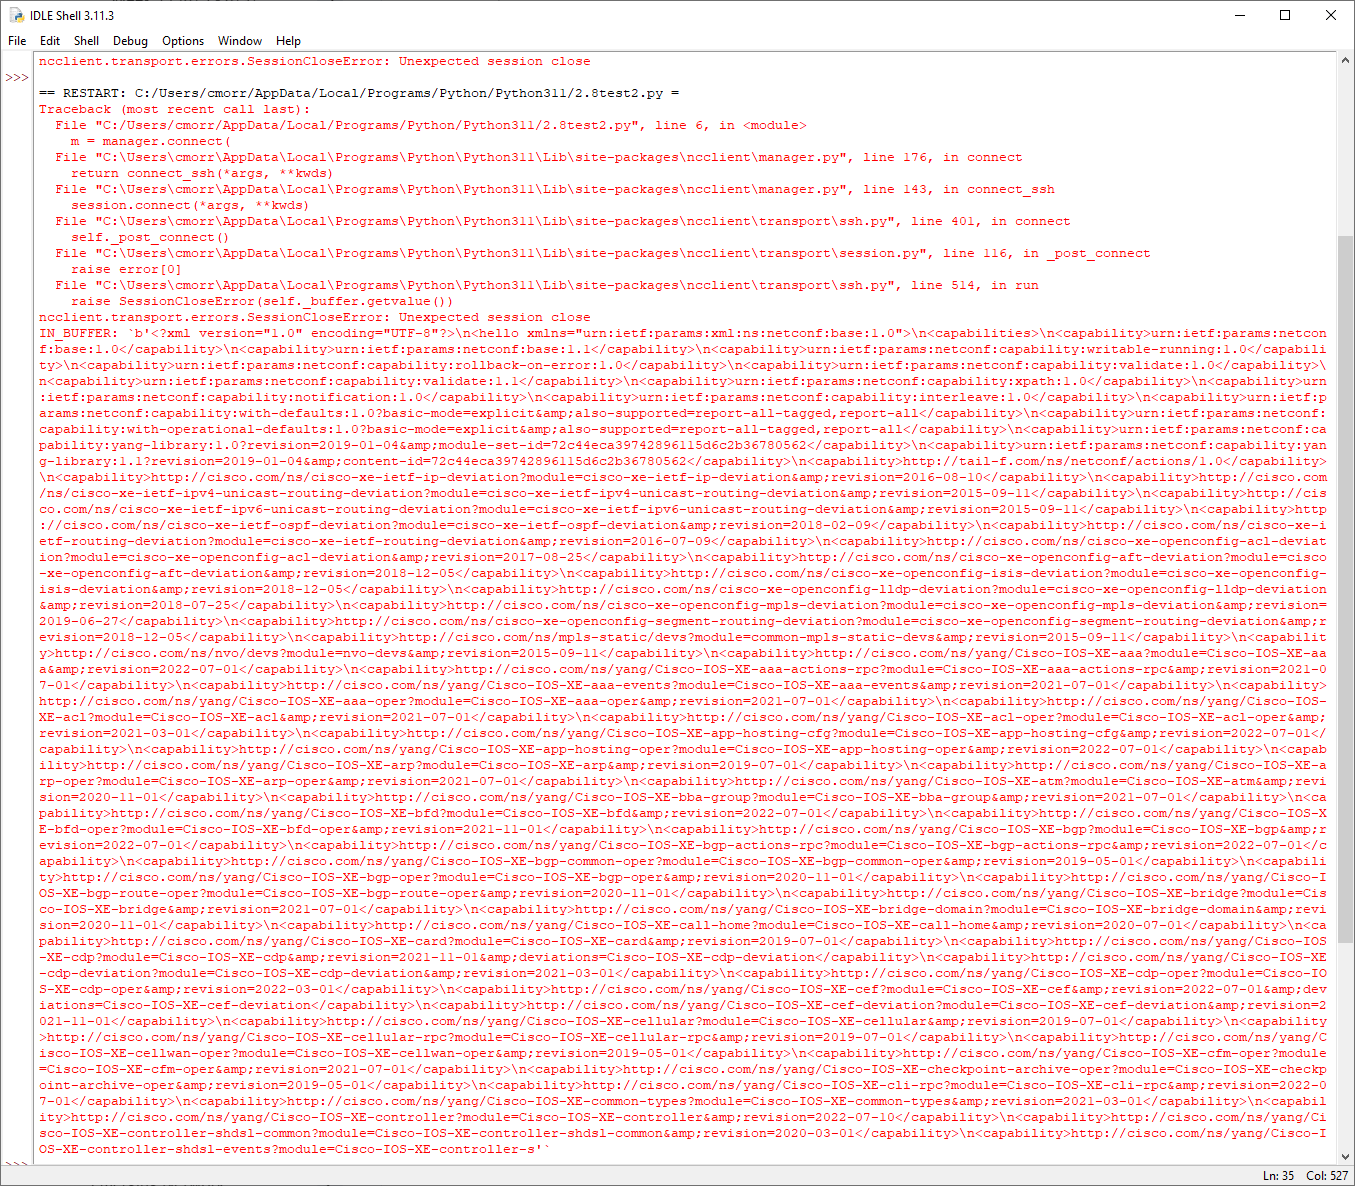 IDLE Shell 3.11.3
File Edit Shell Debug Options Window Help
ncclient.transport.errors.SessionCloseError: Unexpected session close
>>>
== RESTART: C:/Users/cmorr/AppData/Local/Programs/Python/Python311/2.8test2.py =
Traceback (most recent call last):
  File "C:/Users/cmorr/AppData/Local/Programs/Python/Python311/2.8test2.py", line 6, in <module>
    m = manager.connect(
  File "C:\Users\cmorr\AppData\Local\Programs\Python\Python311\Lib\site-packages\ncclient\manager.py", line 176, in connect
    return connect_ssh(*args, **kwds)
  File "C:\Users\cmorr\AppData\Local\Programs\Python\Python311\Lib\site-packages\ncclient\manager.py", line 143, in connect_ssh
    session.connect(*args, **kwds)
  File "C:\Users\cmorr\AppData\Local\Programs\Python\Python311\Lib\site-packages\ncclient\transport\ssh.py", line 401, in connect
    self._post_connect()
  File "C:\Users\cmorr\AppData\Local\Programs\Python\Python311\Lib\site-packages\ncclient\transport\session.py", line 116, in _post_connect
    raise error[0]
  File "C:\Users\cmorr\AppData\Local\Programs\Python\Python311\Lib\site-packages\ncclient\transport\ssh.py", line 514, in run
    raise SessionCloseError(self._buffer.getvalue())
ncclient.transport.errors.SessionCloseError: Unexpected session close
IN_BUFFER: `b'<?xml version="1.0" encoding="UTF-8"?>\n<hello xmlns="urn:ietf:params:xml:ns:netconf:base:1.0">\n<capabilities>\n<capability>urn:ietf:params:netcon
f:base:1.0</capability>\n<capability>urn:ietf:params:netconf:base:1.1</capability>\n<capability>urn:ietf:params:netconf:capability:writable-running:1.0</capabili
ty>\n<capability>urn:ietf:params:netconf:capability:rollback-on-error:1.0</capability>\n<capability>urn:ietf:params:netconf:capability:validate:1.0</capability>\
n<capability>urn:ietf:params:netconf:capability:validate:1.1</capability>\n<capability>urn:ietf:params:netconf:capability:xpath:1.0</capability>\n<capability>urn
:ietf:params:netconf:capability:notification:1.0</capability>\n<capability>urn:ietf:params:netconf:capability:interleave:1.0</capability>\n<capability>urn:ietf:p
arams:netconf:capability:with-defaults:1.0?basic-mode=explicit&amp;also-supported=report-all-tagged,report-all</capability>\n<capability>urn:ietf:params:netconf:
capability:with-operational-defaults:1.0?basic-mode=explicit&amp;also-supported=report-all-tagged,report-all</capability>\n<capability>urn:ietf:params:netconf:ca
pability:yang-library:1.0?revision=2019-01-04&amp;module-set-id=72c44eca39742896115d6c2b36780562</capability>\n<capability>urn:ietf:params:netconf:capability:yan
g-library:1.1?revision=2019-01-04&amp;content-id=72c44eca39742896115d6c2b36780562</capability>\n<capability>http://tail-f.com/ns/netconf/actions/1.0</capability>
\n<capability>http://cisco.com/ns/cisco-xe-ietf-ip-deviation?module=cisco-xe-ietf-ip-deviation&amp;revision=2016-08-10</capability>\n<capability>http://cisco.com
/ns/cisco-xe-ietf-ipv4-unicast-routing-deviation?module=cisco-xe-ietf-ipv4-unicast-routing-deviation&amp;revision=2015-09-11</capability>\n<capability>http://cis
co.com/ns/cisco-xe-ietf-ipv6-unicast-routing-deviation?module=cisco-xe-ietf-ipv6-unicast-routing-deviation&amp;revision=2015-09-11</capability>\n<capability>http
://cisco.com/ns/cisco-xe-ietf-ospf-deviation?module=cisco-xe-ietf-ospf-deviation&amp;revision=2018-02-09</capability>\n<capability>http://cisco.com/ns/cisco-xe-i
etf-routing-deviation?module=cisco-xe-ietf-routing-deviation&amp;revision=2016-07-09</capability>\n<capability>http://cisco.com/ns/cisco-xe-openconfig-acl-deviat
ion?module=cisco-xe-openconfig-acl-deviation&amp;revision=2017-08-25</capability>\n<capability>http://cisco.com/ns/cisco-xe-openconfig-aft-deviation?module=cisco
-xe-openconfig-aft-deviation&amp;revision=2018-12-05</capability>\n<capability>http://cisco.com/ns/cisco-xe-openconfig-isis-deviation?module=cisco-xe-openconfig-
isis-deviation&amp;revision=2018-12-05</capability>\n<capability>http://cisco.com/ns/cisco-xe-openconfig-lldp-deviation?module=cisco-xe-openconfig-lldp-deviation
&amp;revision=2018-07-25</capability>\n<capability>http://cisco.com/ns/cisco-xe-openconfig-mpls-deviation?module=cisco-xe-openconfig-mpls-deviation&amp;revision=
2019-06-27</capability>\n<capability>http://cisco.com/ns/cisco-xe-openconfig-segment-routing-deviation?module=cisco-xe-openconfig-segment-routing-deviation&amp;r
evision=2018-12-05</capability>\n<capability>http://cisco.com/ns/mpls-static/devs?module=common-mpls-static-devs&amp;revision=2015-09-11</capability>\n<capabilit
y>http://cisco.com/ns/nvo/devs?module=nvo-devs&amp;revision=2015-09-11</capability>\n<capability>http://cisco.com/ns/yang/Cisco-IOS-XE-aaa?module=Cisco-IOS-XE-aa
a&amp;revision=2022-07-01</capability>\n<capability>http://cisco.com/ns/yang/Cisco-IOS-XE-aaa-actions-rpc?module=Cisco-IOS-XE-aaa-actions-rpc&amp;revision=2021-0
7-01</capability>\n<capability>http://cisco.com/ns/yang/Cisco-IOS-XE-aaa-events?module=Cisco-IOS-XE-aaa-events&amp;revision=2021-07-01</capability>\n<capability>
http://cisco.com/ns/yang/Cisco-IOS-XE-aaa-oper?module=Cisco-IOS-XE-aaa-oper&amp;revision=2021-07-01</capability>\n<capability>http://cisco.com/ns/yang/Cisco-IOS-
XE-acl?module=Cisco-IOS-XE-acl&amp;revision=2021-07-01</capability>\n<capability>http://cisco.com/ns/yang/Cisco-IOS-XE-acl-oper?module=Cisco-IOS-XE-acl-oper&amp;
revision=2021-03-01</capability>\n<capability>http://cisco.com/ns/yang/Cisco-IOS-XE-app-hosting-cfg?module=Cisco-IOS-XE-app-hosting-cfg&amp;revision=2022-07-01</
capability>\n<capability>http://cisco.com/ns/yang/Cisco-IOS-XE-app-hosting-oper?module=Cisco-IOS-XE-app-hosting-oper&amp;revision=2022-07-01</capability>\n<capab
ility>http://cisco.com/ns/yang/Cisco-IOS-XE-arp?module=Cisco-IOS-XE-arp&amp;revision=2019-07-01</capability>\n<capability>http://cisco.com/ns/yang/Cisco-IOS-XE-a
rp-oper?module=Cisco-IOS-XE-arp-oper&amp;revision=2021-07-01</capability>\n<capability>http://cisco.com/ns/yang/Cisco-IOS-XE-atm?module=Cisco-IOS-XE-atm&amp;revi
sion=2020-11-01</capability>\n<capability>http://cisco.com/ns/yang/Cisco-IOS-XE-bba-group?module=Cisco-IOS-XE-bba-group&amp;revision=2021-07-01</capability>\n<ca
pability>http://cisco.com/ns/yang/Cisco-IOS-XE-bfd?module=Cisco-IOS-XE-bfd&amp;revision=2022-07-01</capability>\n<capability>http://cisco.com/ns/yang/Cisco-IOS-X
E-bfd-oper?module=Cisco-IOS-XE-bfd-oper&amp;revision=2021-11-01</capability>\n<capability>http://cisco.com/ns/yang/Cisco-IOS-XE-bgp?module=Cisco-IOS-XE-bgp&amp;r
evision=2022-07-01</capability>\n<capability>http://cisco.com/ns/yang/Cisco-IOS-XE-bgp-actions-rpc?module=Cisco-IOS-XE-bgp-actions-rpc&amp;revision=2022-07-01</c
apability>\n<capability>http://cisco.com/ns/yang/Cisco-IOS-XE-bgp-common-oper?module=Cisco-IOS-XE-bgp-common-oper&amp;revision=2019-05-01</capability>\n<capabili
ty>http://cisco.com/ns/yang/Cisco-IOS-XE-bgp-oper?module=Cisco-IOS-XE-bgp-oper&amp;revision=2020-11-01</capability>\n<capability>http://cisco.com/ns/yang/Cisco-I
OS-XE-bgp-route-oper?module=Cisco-IOS-XE-bgp-route-oper&amp;revision=2020-11-01</capability>\n<capability>http://cisco.com/ns/yang/Cisco-IOS-XE-bridge?module=Cis
co-IOS-XE-bridge&amp;revision=2021-07-01</capability>\n<capability>http://cisco.com/ns/yang/Cisco-IOS-XE-bridge-domain?module=Cisco-IOS-XE-bridge-domain&amp;revi
sion=2020-11-01</capability>\n<capability>http://cisco.com/ns/yang/Cisco-IOS-XE-call-home?module=Cisco-IOS-XE-call-home&amp;revision=2020-07-01</capability>\n<ca
pability>http://cisco.com/ns/yang/Cisco-IOS-XE-card?module=Cisco-IOS-XE-card&amp;revision=2019-07-01</capability>\n<capability>http://cisco.com/ns/yang/Cisco-IOS
-XE-cdp?module=Cisco-IOS-XE-cdp&amp;revision=2021-11-01&amp;deviations=Cisco-IOS-XE-cdp-deviation</capability>\n<capability>http://cisco.com/ns/yang/Cisco-IOS-XE
-cdp-deviation?module=Cisco-IOS-XE-cdp-deviation&amp;revision=2021-03-01</capability>\n<capability>http://cisco.com/ns/yang/Cisco-IOS-XE-cdp-oper?module=Cisco-IO
S-XE-cdp-oper&amp;revision=2022-03-01</capability>\n<capability>http://cisco.com/ns/yang/Cisco-IOS-XE-cef?module=Cisco-IOS-XE-cef&amp;revision=2022-07-01&amp;dev
iations=Cisco-IOS-XE-cef-deviation</capability>\n<capability>http://cisco.com/ns/yang/Cisco-IOS-XE-cef-deviation?module=Cisco-IOS-XE-cef-deviation&amp;revision=2
021-11-01</capability>\n<capability>http://cisco.com/ns/yang/Cisco-IOS-XE-cellular?module=Cisco-IOS-XE-cellular&amp;revision=2019-07-01</capability>\n<capability
>http://cisco.com/ns/yang/Cisco-IOS-XE-cellular-rpc?module=Cisco-IOS-XE-cellular-rpc&amp;revision=2019-07-01</capability>\n<capability>http://cisco.com/ns/yang/C
isco-IOS-XE-cellwan-oper?module=Cisco-IOS-XE-cellwan-oper&amp;revision=2019-05-01</capability>\n<capability>http://cisco.com/ns/yang/Cisco-IOS-XE-cfm-oper?module
=Cisco-IOS-XE-cfm-oper&amp;revision=2021-07-01</capability>\n<capability>http://cisco.com/ns/yang/Cisco-IOS-XE-checkpoint-archive-oper?module=Cisco-IOS-XE-checkp
oint-archive-oper&amp;revision=2019-05-01</capability>\n<capability>http://cisco.com/ns/yang/Cisco-IOS-XE-cli-rpc?module=Cisco-IOS-XE-cli-rpc&amp;revision=2022-0
7-01</capability>\n<capability>http://cisco.com/ns/yang/Cisco-IOS-XE-common-types?module=Cisco-IOS-XE-common-types&amp;revision=2021-03-01</capability>\n<capabil
ity>http://cisco.com/ns/yang/Cisco-IOS-XE-controller?module=Cisco-IOS-XE-controller&amp;revision=2022-07-10</capability>\n<capability>http://cisco.com/ns/yang/Ci
sco-IOS-XE-controller-shdsl-common?module=Cisco-IOS-XE-controller-shdsl-common&amp;revision=2020-03-01</capability>\n<capability>http://cisco.com/ns/yang/Cisco-I
OS-XE-controller-shdsl-events?module=Cisco-IOS-XE-controller-s'`
>>>
Ln: 35 Col: 527